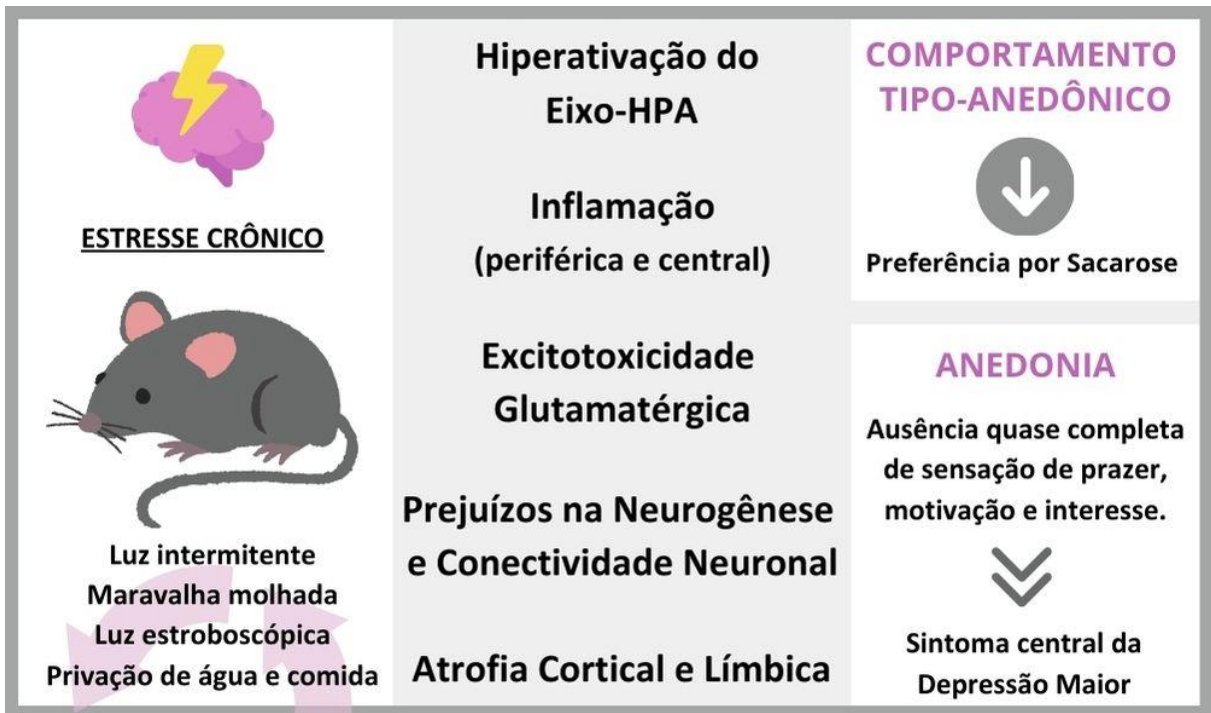 ESTRESSE CRÔNICO
Luz intermitente
Maravalha molhada
Luz estroboscópica
Privação de água e comida
Hiperativação do
Eixo-HPA
Inflamação
(periférica e central)
Excitotoxicidade
Glutamatérgica
Prejuízos na Neurogênese
e Conectividade Neuronal
Atrofia Cortical e Límbica
COMPORTAMENTO
TIPO-ANEDÔNICO
Preferência por Sacarose
ANEDONIA
Ausência quase completa
de sensação de prazer,
motivação e interesse.
Sintoma central da
Depressão Maior